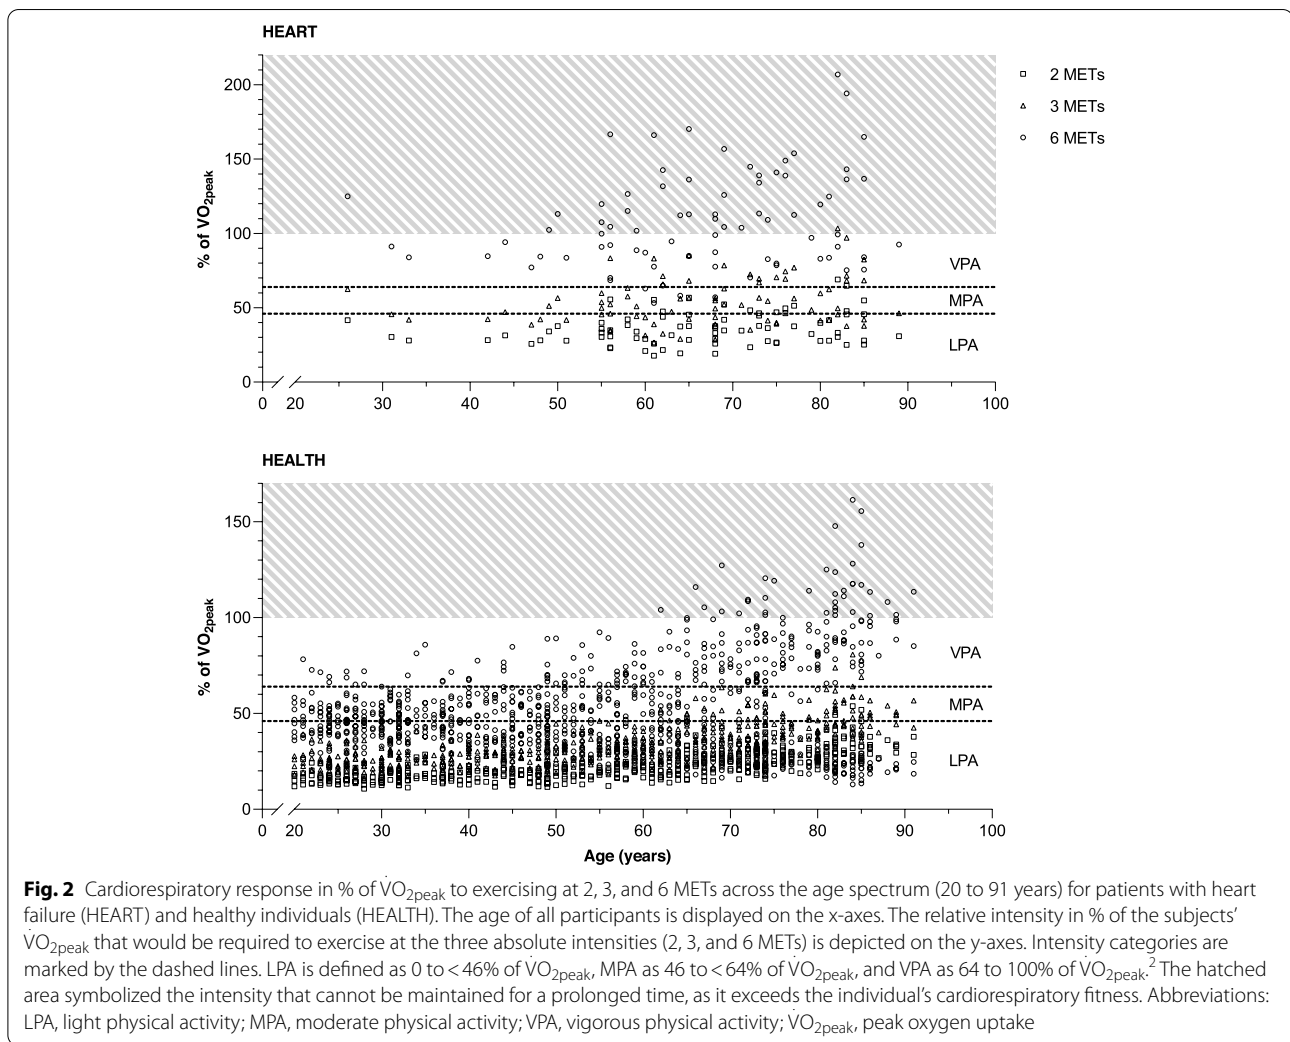 HEART
200
150
100
50
0
% of VO2peak
VPA
MPA
LPA
0 20 30 40 50 60 70 80 90 100
2 METs
3 METs
6 METs
HEALTH
150
100
50
0
% of VO2peak
VPA
MPA
LPA
0 20 30 40 50 60 70 80 90 100
Age (years)
Fig. 2 Cardiorespiratory response in % of V̇O2peak to exercising at 2, 3, and 6 METs across the age spectrum (20 to 91 years) for patients with heart
failure (HEART) and healthy individuals (HEALTH). The age of all participants is displayed on the x-axes. The relative intensity in % of the subjects’
V̇O2peak that would be required to exercise at the three absolute intensities (2, 3, and 6 METs) is depicted on the y-axes. Intensity categories are
marked by the dashed lines. LPA is defined as 0 to < 46% of V̇O2peak, MPA as 46 to < 64% of V̇O2peak, and VPA as 64 to 100% of V̇O2peak.2 The hatched
area symbolized the intensity that cannot be maintained for a prolonged time, as it exceeds the individual’s cardiorespiratory fitness. Abbreviations:
LPA, light physical activity; MPA, moderate physical activity; VPA, vigorous physical activity; V̇O2peak, peak oxygen uptake